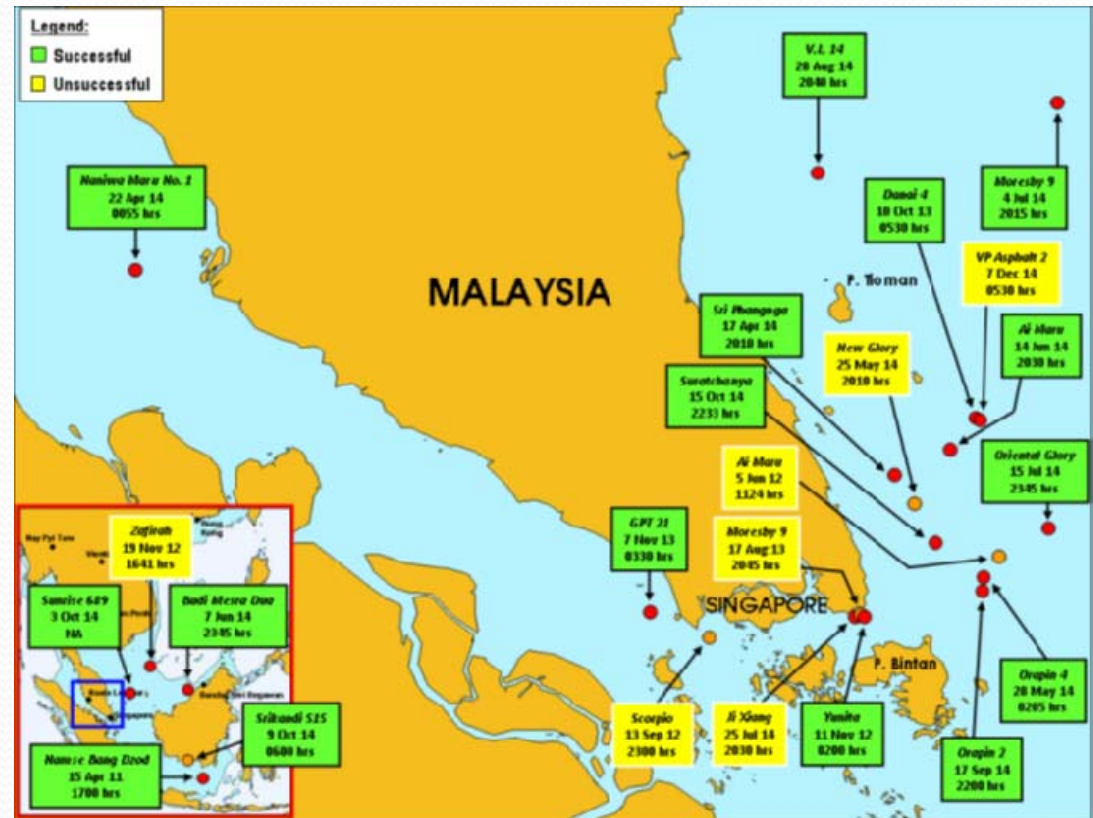 Legend:
Successful
Unsuccessful
V.L 14
28 Aug 14
2040 hrs
Naniwa Maru No. 1
22 Apr 14
0055 hrs
Danai 4
10 Oct 13
0530 hrs
Moresby 9
4 Jul 14
2015 hrs
VP Asphalt 2
7 Dec 14
0530 hrs
MALAYSIA
P. Tioman
Sri Phangnga
17 Apr 14
2010 hrs
New Glory
25 May 14
2010 hrs
Ai Maru
14 Jun 14
2030 hrs
Suratchanya
15 Oct 14
2233 hrs
Ai Maru
5 Jun 12
1124 hrs
Oriental Glory
15 Jul 14
2345 hrs
GPT 21
7 Nov 13
0330 hrs
Moresby 9
17 Aug 13
2045 hrs
SINGAPORE
P. Bintan
Scorpio
13 Sep 12
2300 hrs
Ji Xiang
25 Jul 14
2030 hrs
Yunita
11 Nov 12
0200 hrs
Orapin 4
28 May 14
0205 hrs
Orapin 2
17 Sep 14
2200 hrs
Nay Pyi Taw
Zafirah
19 Nov 12
1641 hrs
Sunrise 689
3 Oct 14
NA
Budi Mesra Dua
7 Jun 14
2345 hrs
Bandar Seri Begawan
Srikandi 515
9 Oct 14
0600 hrs
Namse Bang Dzod
15 Apr 11
1700 hrs